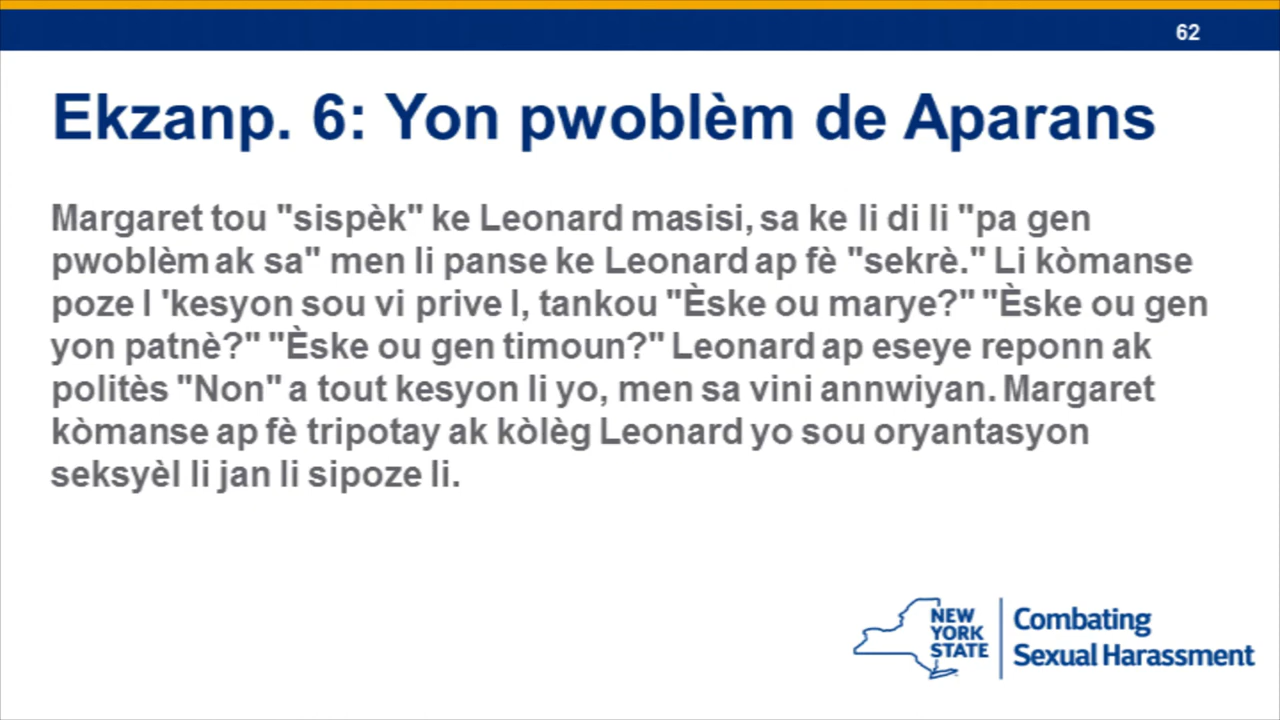 62
Ekzanp. 6: Yon pwoblèm de Aparans
Margaret tou "sispèk" ke Leonard masisi, sa ke li di li "pa gen
pwoblèm ak sa" men li panse ke Leonard ap fè "sekrè." Li kòmanse
poze l 'kesyon sou vi prive l, tankou "Èske ou marye?" "Èske ou gen
yon patnè?" "Èske ou gen timoun?" Leonard ap eseye reponn ak
politès "Non" a tout kesyon li yo, men sa vini annwiyan. Margaret
kòmanse ap fè tripotay ak kòlèg Leonard yo sou oryantasyon
seksyèl li jan li sipoze li.
NEW
YORK
STATE
Combating
Sexual Harassment